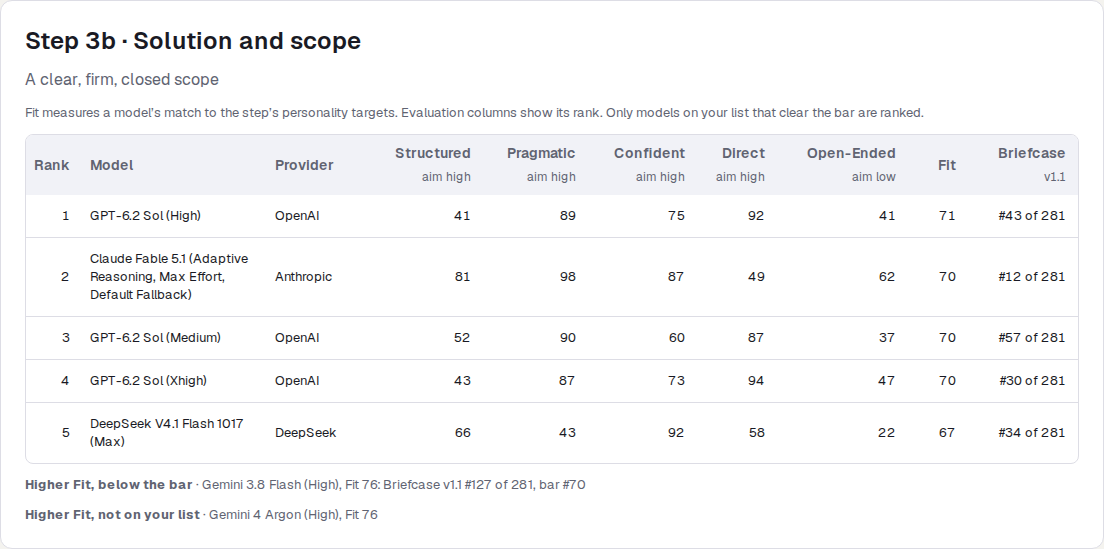 Step 3b · Solution and scope
A clear, firm, closed scope
Fit measures a model's match to the step's personality targets. Evaluation columns show its rank. Only models on your list that clear the bar are ranked.
Rank Model Provider Structured aim high Pragmatic aim high Confident aim high Direct aim high Open-Ended aim low Fit Briefcase v1.1
1 GPT-6.2 Sol (High) OpenAI 41 89 75 92 41 71 #43 of 281
2 Claude Fable 5.1 (Adaptive Reasoning, Max Effort, Default Fallback) Anthropic 81 98 87 49 62 70 #12 of 281
3 GPT-6.2 Sol (Medium) OpenAI 52 90 60 87 37 70 #57 of 281
4 GPT-6.2 Sol (Xhigh) OpenAI 43 87 73 94 47 70 #30 of 281
5 DeepSeek V4.1 Flash 1017 (Max) DeepSeek 66 43 92 58 22 67 #34 of 281
Higher Fit, below the bar · Gemini 3.8 Flash (High), Fit 76: Briefcase v1.1 #127 of 281, bar #70
Higher Fit, not on your list · Gemini 4 Argon (High), Fit 76